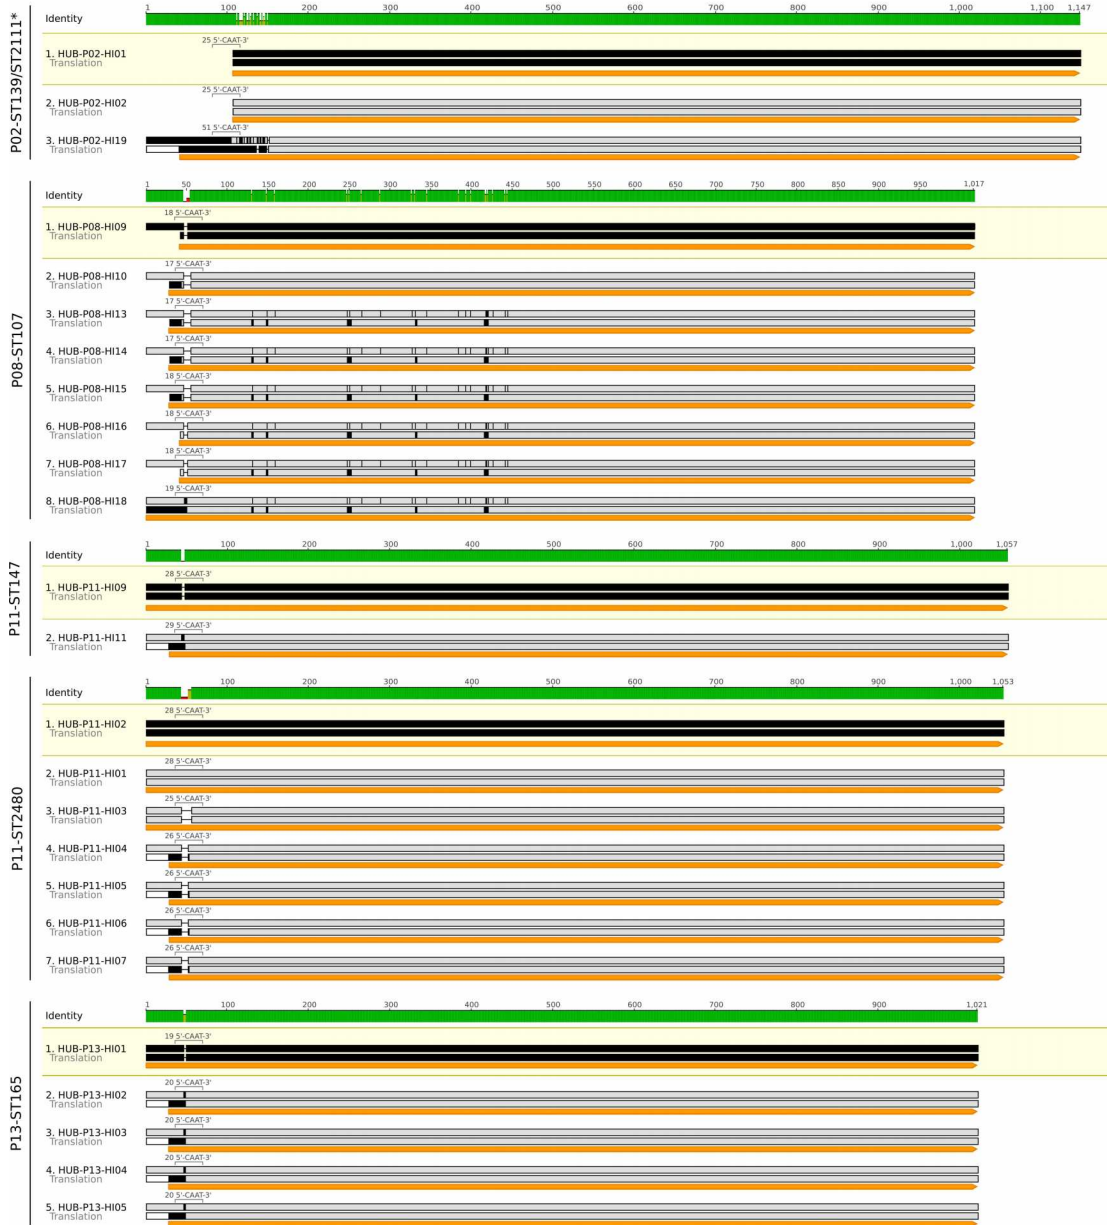 P02-ST139/ST2111*
1 100 200 300 400 500 600 700 800 900 1,000 1,100 1,147
Identity
25 5'-CAAT-3'
1. HUB-P02-HI01
Translation
25 5'-CAAT-3'
2. HUB-P02-HI02
Translation
51 5'-CAAT-3'
3. HUB-P02-HI19
Translation
P08-ST107
1 50 100 150 200 250 300 350 400 450 500 550 600 650 700 750 800 850 900 950 1,017
Identity
18 5'-CAAT-3'
1. HUB-P08-HI09
Translation
17 5'-CAAT-3'
2. HUB-P08-HI10
Translation
17 5'-CAAT-3'
3. HUB-P08-HI13
Translation
17 5'-CAAT-3'
4. HUB-P08-HI14
Translation
18 5'-CAAT-3'
5. HUB-P08-HI15
Translation
18 5'-CAAT-3'
6. HUB-P08-HI16
Translation
18 5'-CAAT-3'
7. HUB-P08-HI17
Translation
19 5'-CAAT-3'
8. HUB-P08-HI18
Translation
P11-ST147
1 100 200 300 400 500 600 700 800 900 1,000 1,057
Identity
28 5'-CAAT-3'
1. HUB-P11-HI09
Translation
29 5'-CAAT-3'
2. HUB-P11-HI11
Translation
P11-ST2480
1 100 200 300 400 500 600 700 800 900 1,000 1,053
Identity
28 5'-CAAT-3'
1. HUB-P11-HI02
Translation
28 5'-CAAT-3'
2. HUB-P11-HI01
Translation
25 5'-CAAT-3'
3. HUB-P11-HI03
Translation
26 5'-CAAT-3'
4. HUB-P11-HI04
Translation
26 5'-CAAT-3'
5. HUB-P11-HI05
Translation
26 5'-CAAT-3'
6. HUB-P11-HI06
Translation
26 5'-CAAT-3'
7. HUB-P11-HI07
Translation
P13-ST165
1 100 200 300 400 500 600 700 800 900 1,021
Identity
19 5'-CAAT-3'
1. HUB-P13-HI01
Translation
20 5'-CAAT-3'
2. HUB-P13-HI02
Translation
20 5'-CAAT-3'
3. HUB-P13-HI03
Translation
20 5'-CAAT-3'
4. HUB-P13-HI04
Translation
20 5'-CAAT-3'
5. HUB-P13-HI05
Translation